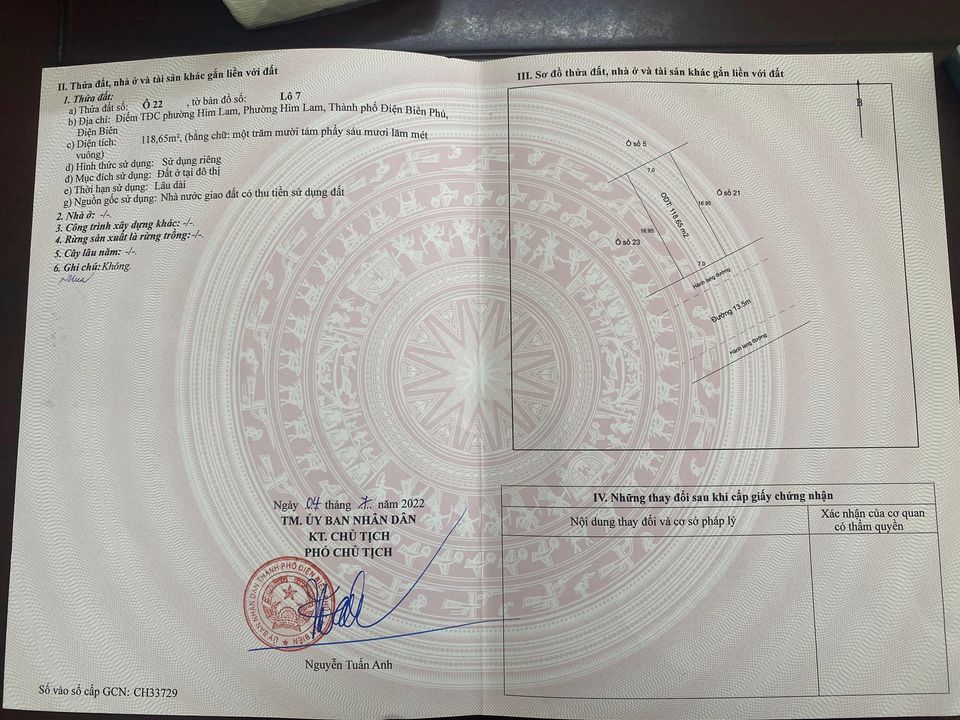 II. Thửa đất, nhà ở và tài sản khác gắn liền với đất
1. Thửa đất:
a) Thửa đất số: Ô 22 , tờ bản đồ số: Lô 7
b) Địa chỉ: Điểm TĐC phường Him Lam, Phường Him Lam, Thành phố Điện Biên Phủ,
Điện Biên
c) Diện tích: 118,65m², (bằng chữ: một trăm mười tám phẩy sáu mươi lăm mét
vuông)
d) Hình thức sử dụng: Sử dụng riêng
đ) Mục đích sử dụng: Đất ở tại đô thị
e) Thời hạn sử dụng: Lâu dài
g) Nguồn gốc sử dụng: Nhà nước giao đất có thu tiền sử dụng đất
2. Nhà ở: -/-.
3. Công trình xây dựng khác: -/-.
4. Rừng sản xuất là rừng trồng: -/-.
5. Cây lâu năm: -/-.
6. Ghi chú: Không.
Ngày 04 tháng 7.. năm 2022
TM. ỦY BAN NHÂN DÂN
KT. CHỦ TỊCH
PHÓ CHỦ TỊCH
ỦY BAN NHÂN DÂN THÀNH PHỐ ĐIỆN BIÊN
Nguyễn Tuấn Anh
Số vào sổ cấp GCN: CH33729
III. Sơ đồ thửa đất, nhà ở và tài sản khác gắn liền với đất
B
Ô số 5
7.0
Ô số 21
16.95
ODT: 118.65 m2
16.95
Ô số 23
7.0
Hành lang đường
Đường 13.5m
Hành lang đường
IV. Những thay đổi sau khi cấp giấy chứng nhận
Nội dung thay đổi và cơ sở pháp lý
Xác nhận của cơ quan
có thẩm quyền